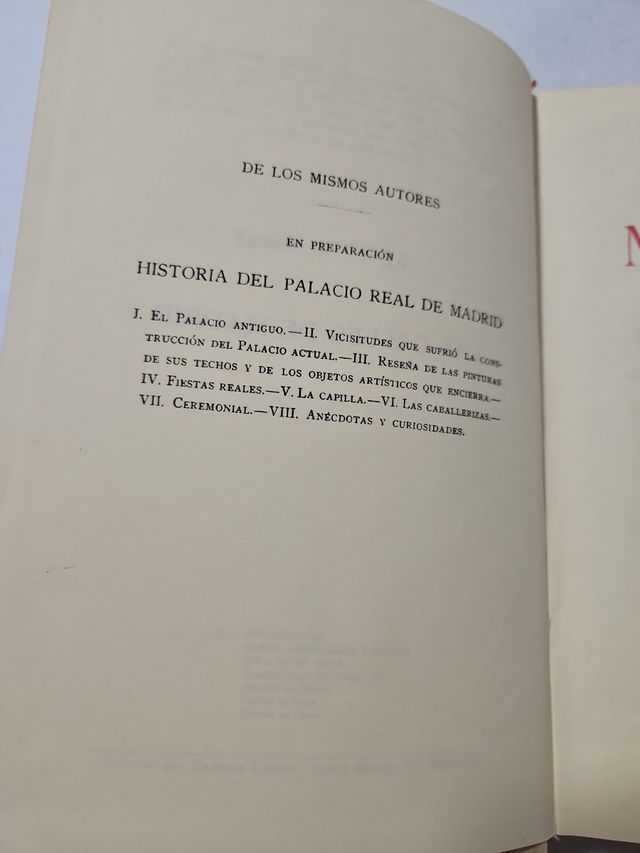 DE LOS MISMOS AUTORES
EN PREPARACIÓN
HISTORIA DEL PALACIO REAL DE MADRID
I. El Palacio antiguo.—II. Vicisitudes que sufrió la cons-
trucción del Palacio actual.—III. Reseña de las pinturas
de sus techos y de los objetos artísticos que encierra.—
IV. Fiestas reales.—V. La capilla.—VI. Las caballerizas.—
VII. Ceremonial.—VIII. Anécdotas y curiosidades.